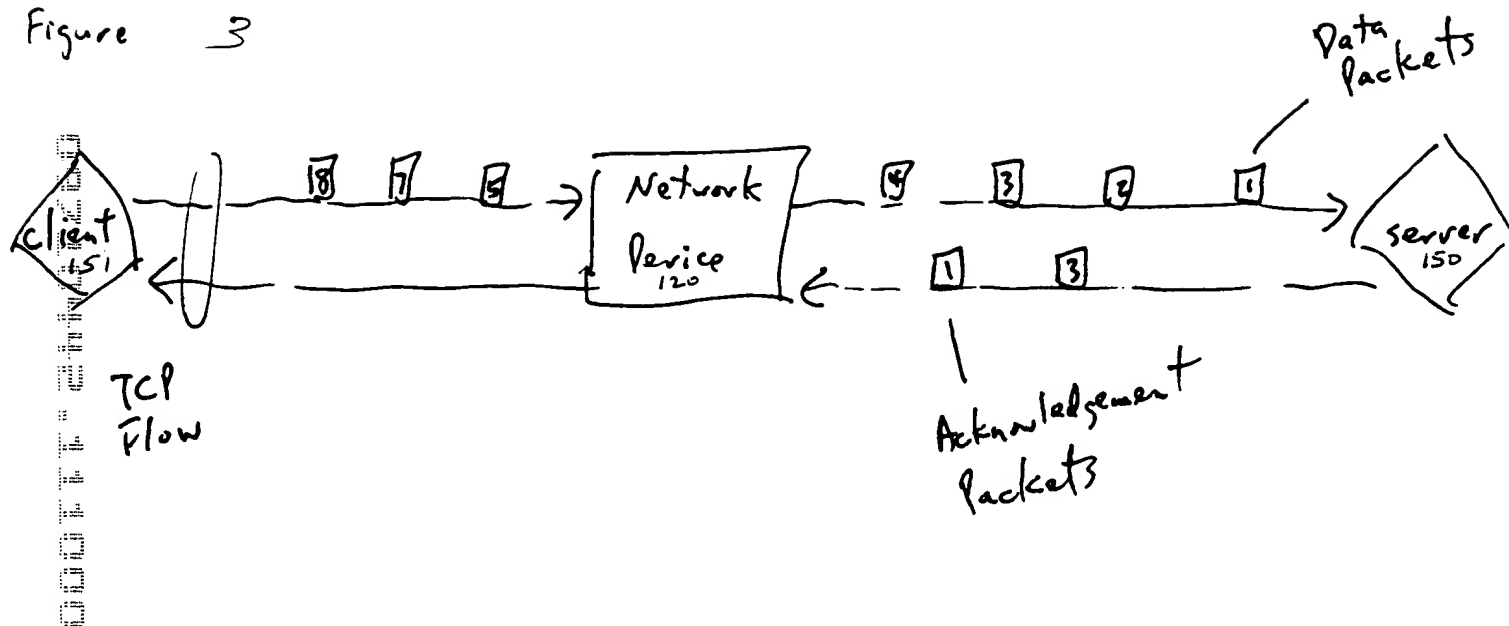 Figure 3
Data
Packets
8 7 5
4 3 2 1
Network
Device
120
client
151
server
150
1 3
TCP
Flow
Acknowledgement
Packets